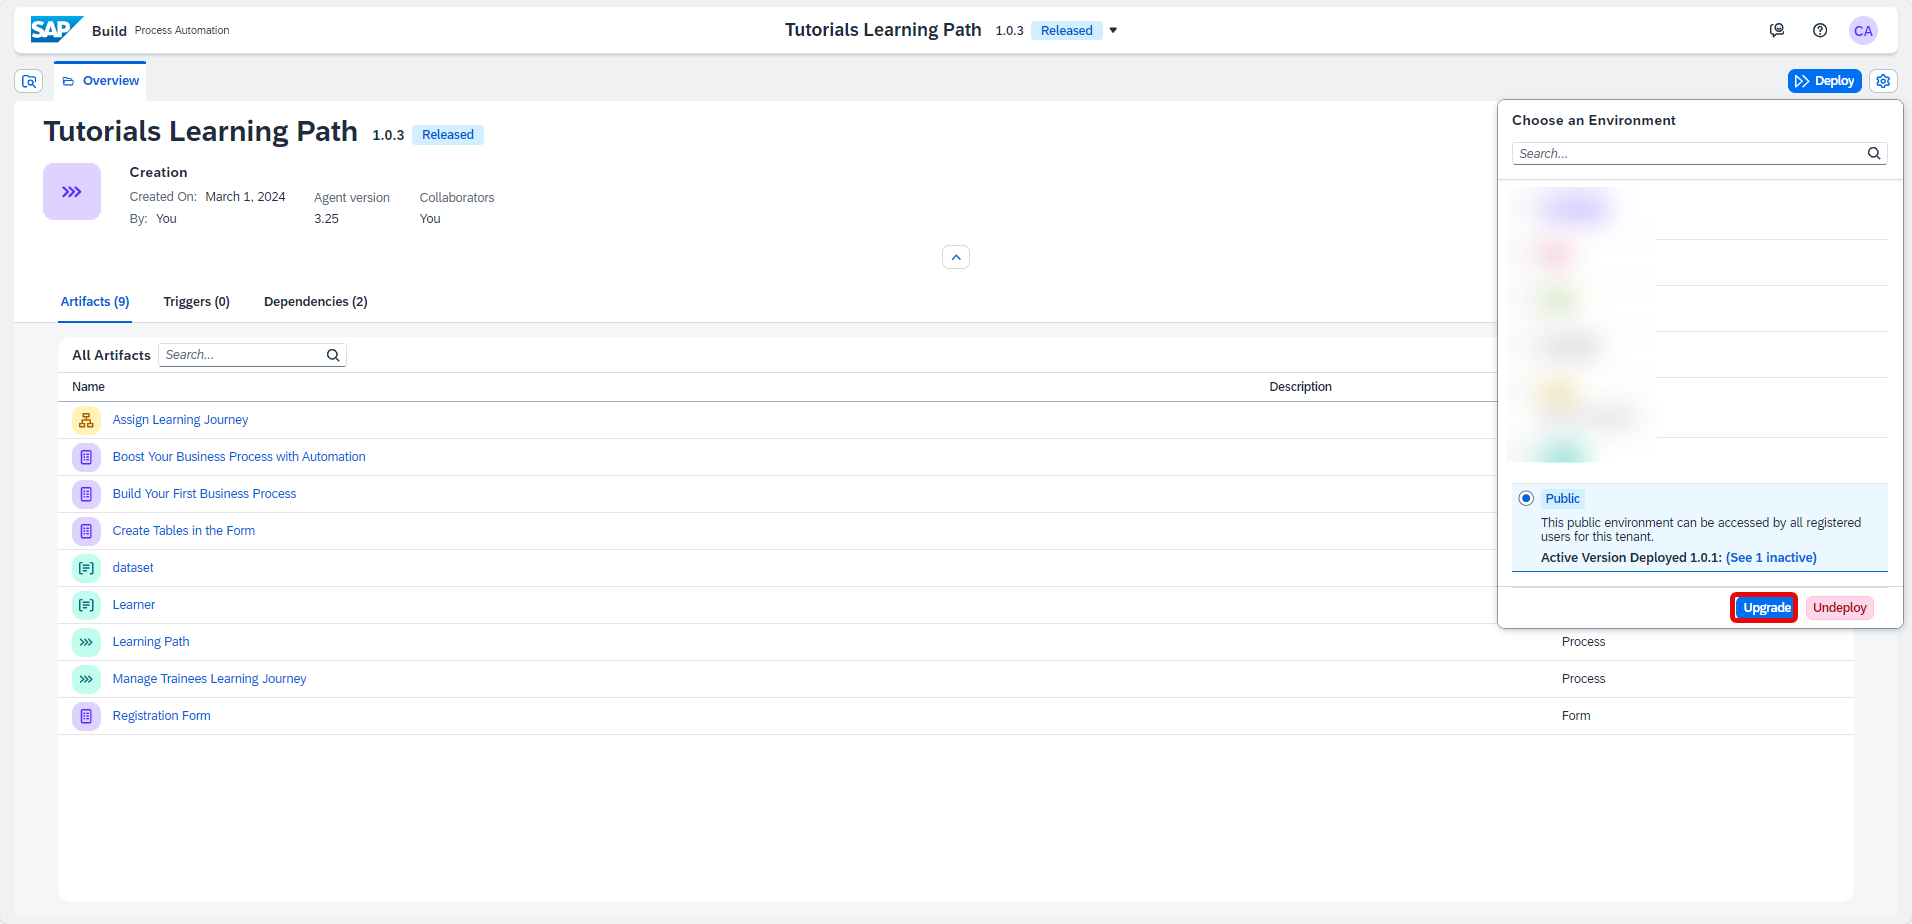 SAP Build Process Automation
Tutorials Learning Path 1.0.3 Released
CA
Overview
Deploy
Tutorials Learning Path 1.0.3 Released
Creation
Created On: March 1, 2024
By: You
Agent version
3.25
Collaborators
You
Artifacts (9) Triggers (0) Dependencies (2)
All Artifacts Search...
Name Description
Assign Learning Journey
Boost Your Business Process with Automation
Build Your First Business Process
Create Tables in the Form
dataset
Learner
Learning Path Process
Manage Trainees Learning Journey Process
Registration Form Form
Choose an Environment
Search...
Public
This public environment can be accessed by all registered
users for this tenant.
Active Version Deployed 1.0.1: (See 1 inactive)
Upgrade Undeploy